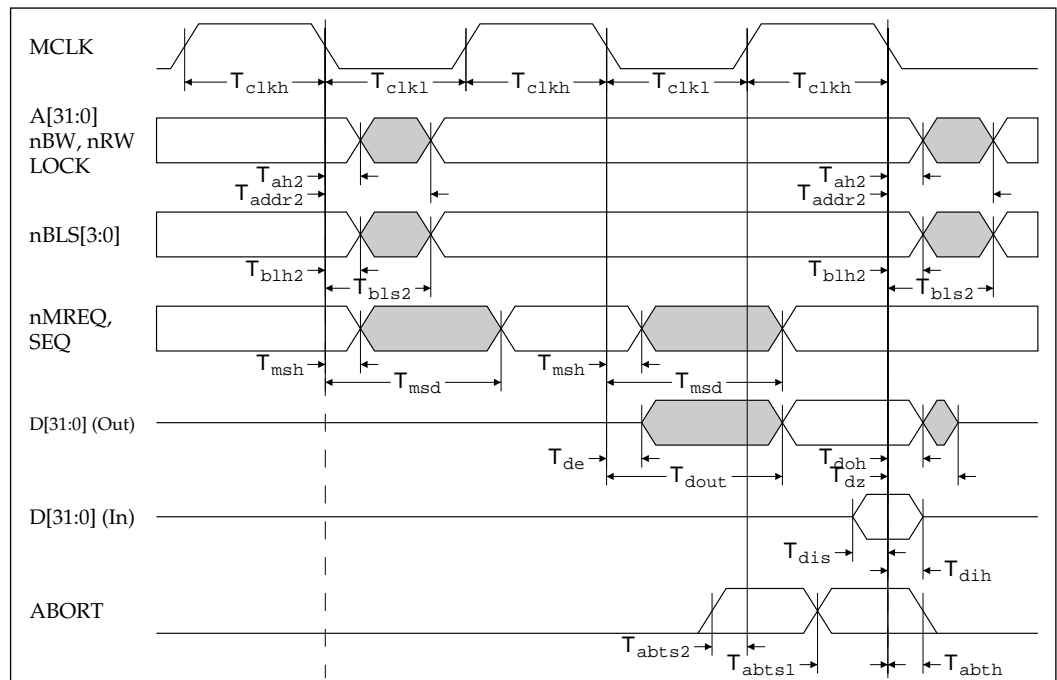 MCLK
Tclkh Tclkl Tclkh Tclkl Tclkh
A[31:0]
nBW, nRW
LOCK
Tah2 Tah2
Taddr2 Taddr2
nBLS[3:0]
Tblh2 Tblh2
Tbls2 Tbls2
nMREQ,
SEQ
Tmsh Tmsh
Tmsd Tmsd
D[31:0] (Out)
Tde Tdoh
Tdout Tdz
D[31:0] (In)
Tdis
Tdih
ABORT
Tabts2
Tabts1 Tabth